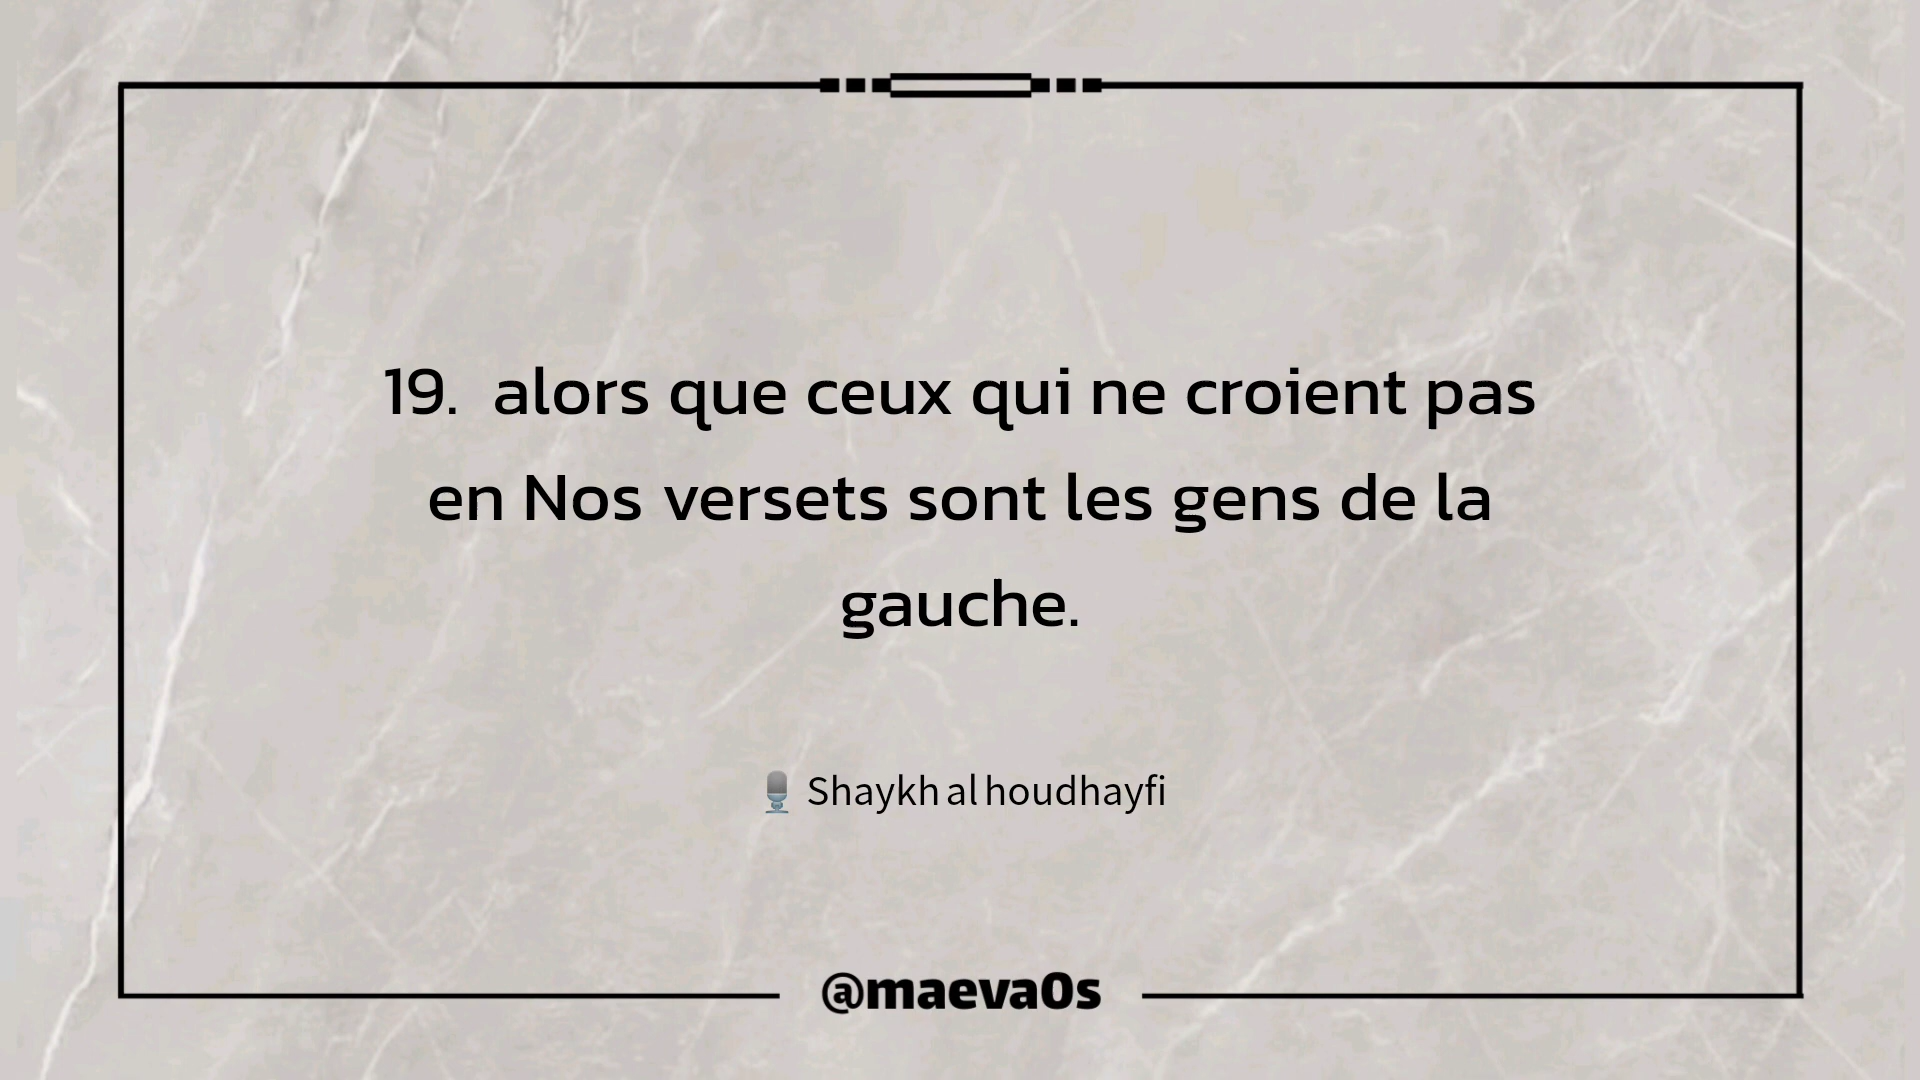 19. alors que ceux qui ne croient pas
en Nos versets sont les gens de la
gauche.
🎙️ Shaykh al houdhayfi
@maeva0s